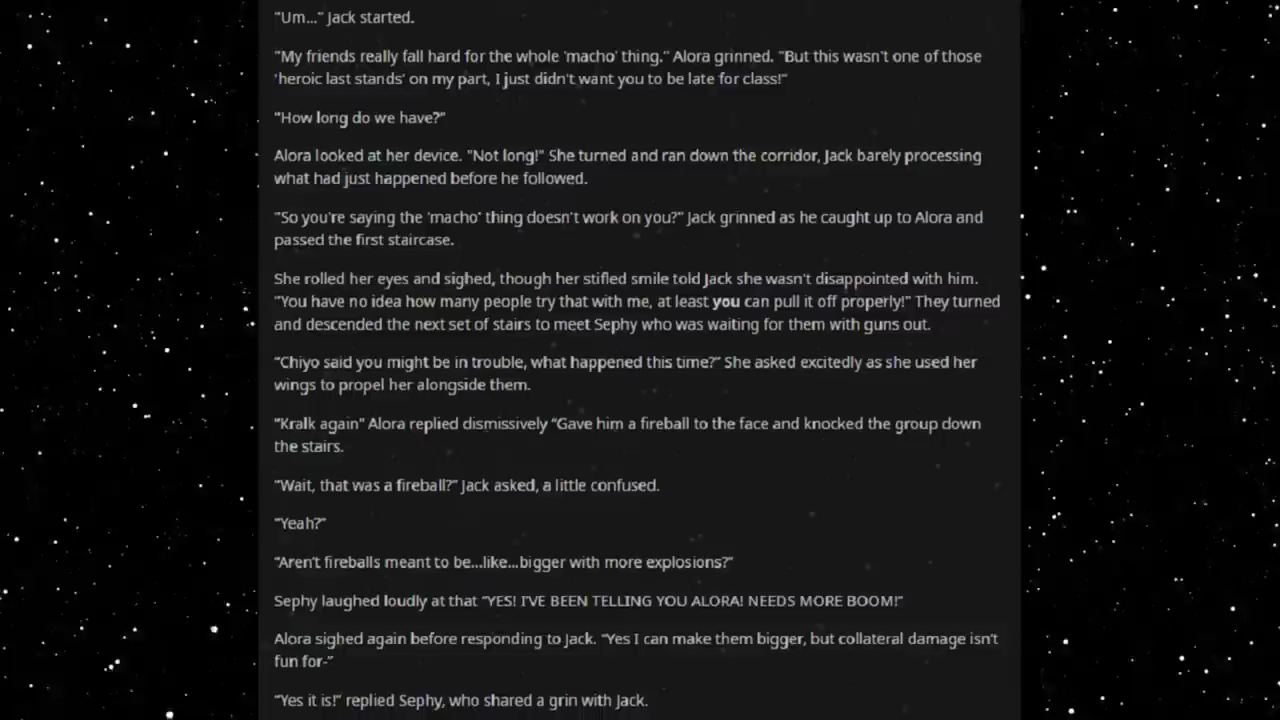 "Um..." Jack started.
"My friends really fall hard for the whole 'macho' thing." Alora grinned. "But this wasn't one of those
'heroic last stands' on my part, I just didn't want you to be late for class!"
"How long do we have?"
Alora looked at her device. "Not long!" She turned and ran down the corridor, Jack barely processing
what had just happened before he followed.
"So you're saying the 'macho' thing doesn't work on you?" Jack grinned as he caught up to Alora and
passed the first staircase.
She rolled her eyes and sighed, though her stifled smile told Jack she wasn't disappointed with him.
"You have no idea how many people try that with me, at least you can pull it off properly!" They turned
and descended the next set of stairs to meet Sephy who was waiting for them with guns out.
"Chiyo said you might be in trouble, what happened this time?" She asked excitedly as she used her
wings to propel her alongside them.
"Kralk again" Alora replied dismissively "Gave him a fireball to the face and knocked the group down
the stairs.
"Wait, that was a fireball?" Jack asked, a little confused.
"Yeah?"
"Aren't fireballs meant to be...like...bigger with more explosions?"
Sephy laughed loudly at that "YES! I'VE BEEN TELLING YOU ALORA! NEEDS MORE BOOM!"
Alora sighed again before responding to Jack. "Yes I can make them bigger, but collateral damage isn't
fun for-"
"Yes it is!" replied Sephy, who shared a grin with Jack.